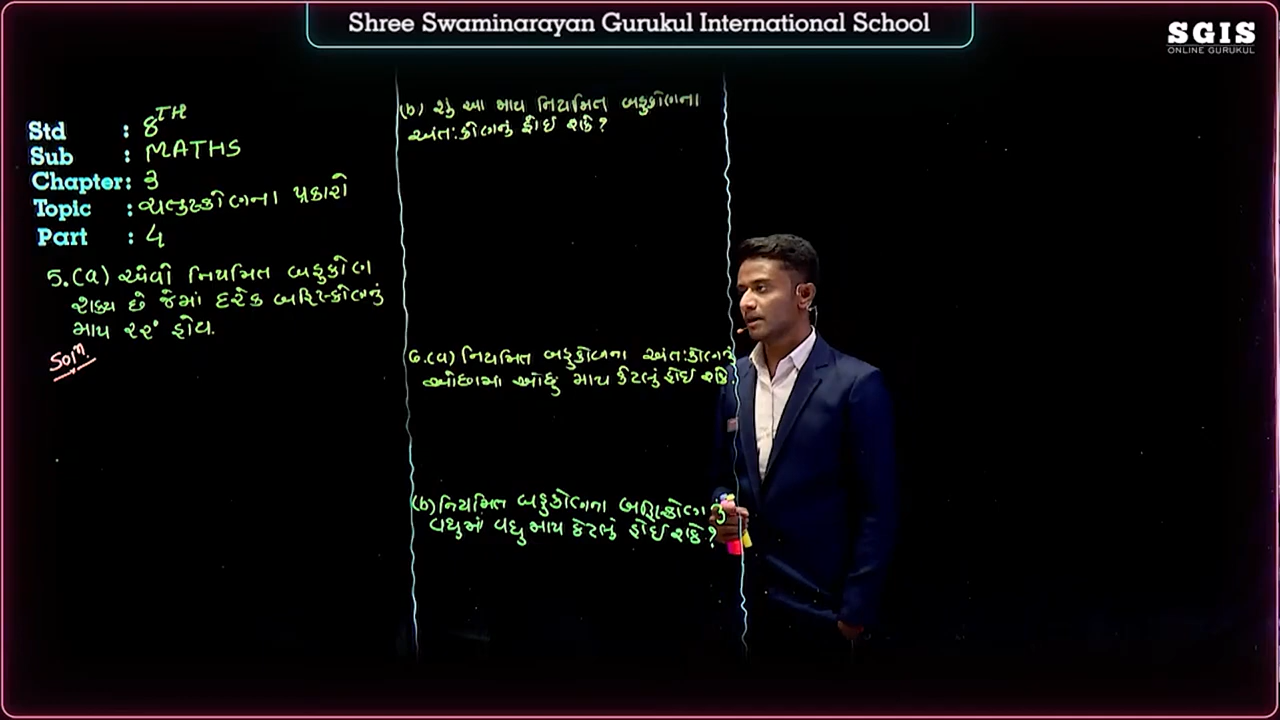 Shree Swaminarayan Gurukul International School
SGIS
ONLINE GURUKUL
Std : 8TH
Sub : MATHS
Chapter: 3
Topic : ચતુષ્કોણના પ્રકારો
Part : 4
5.(a) એવો નિયમિત બહુકોણ
શક્ય છે જેમાં દરેક બહિષ્કોણનું
માપ ૨૨° હોય.
Soln.
(b) શું આ માપ નિયમિત બહુકોણના
અંતઃકોણનું હોઈ શકે?
6.(a) નિયમિત બહુકોણના અંતઃકોણનું
ઓછામાં ઓછું માપ કેટલું હોઈ શકે.
(b) નિયમિત બહુકોણના બહિષ્કોણનું
વધુમાં વધુ માપ કેટલું હોઈ શકે?